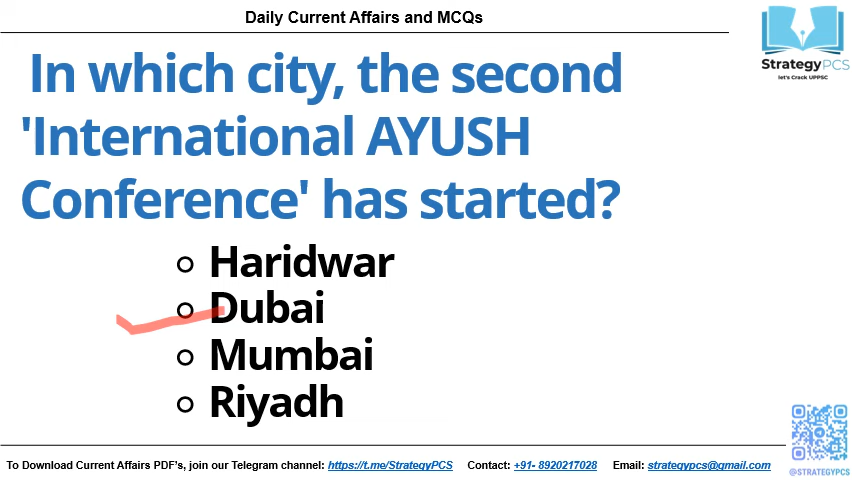 Daily Current Affairs and MCQs
StrategyPCS
let's Crack UPPSC
In which city, the second
'International AYUSH
Conference' has started?
Haridwar
Dubai
Mumbai
Riyadh
To Download Current Affairs PDF's, join our Telegram channel: https://t.me/StrategyPCS Contact: +91- 8920217028 Email: strategypcs@gmail.com
@STRATEGYPCS